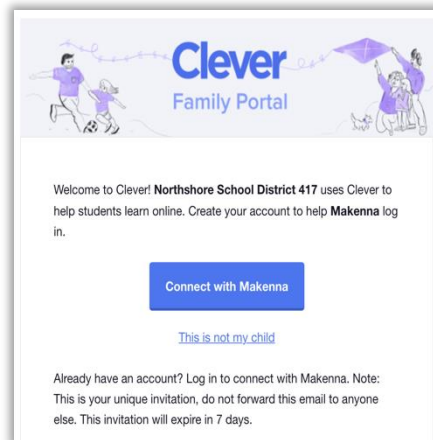 Clever
Family Portal
Welcome to Clever! Northshore School District 417 uses Clever to
help students learn online. Create your account to help Makenna log
in.
Connect with Makenna
This is not my child
Already have an account? Log in to connect with Makenna. Note:
This is your unique invitation, do not forward this email to anyone
else. This invitation will expire in 7 days.